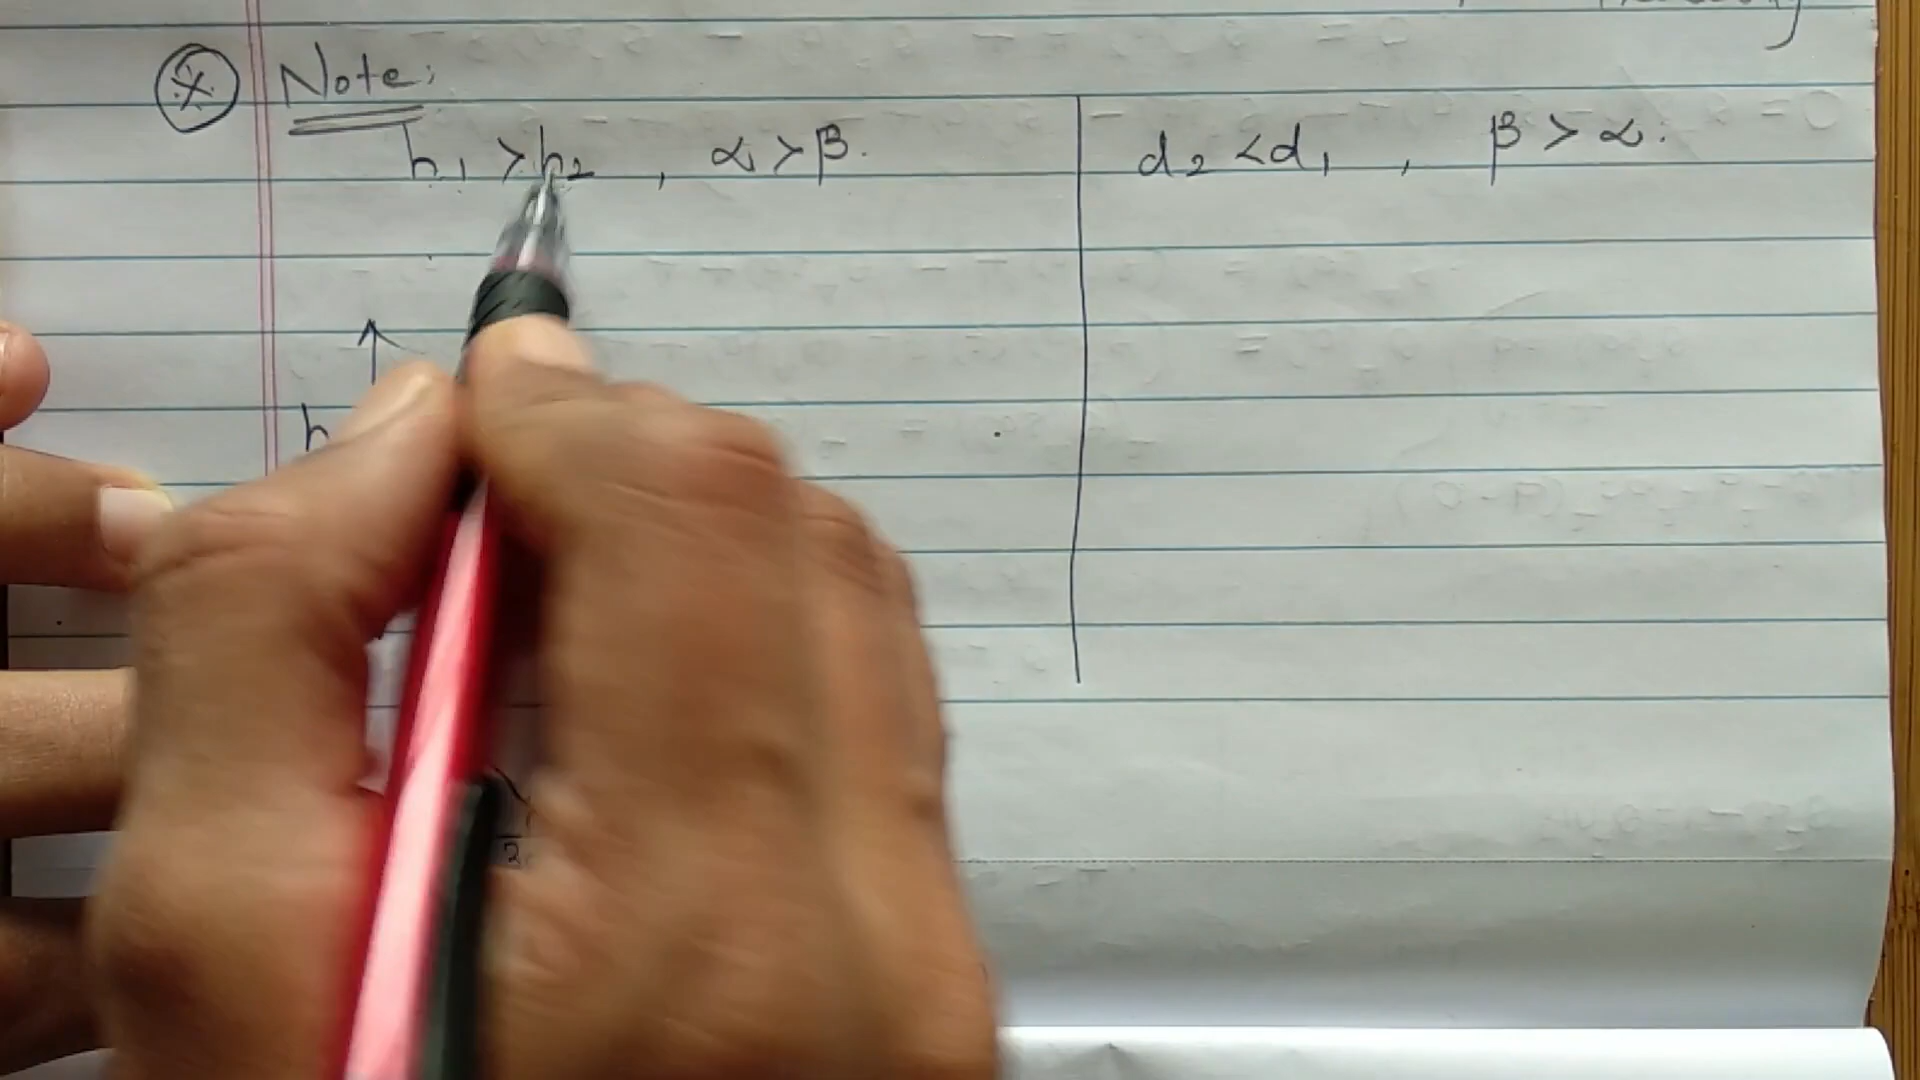 Note:
h₁ > h₂ , α > β.
d₂ < d₁ , β > α.
h